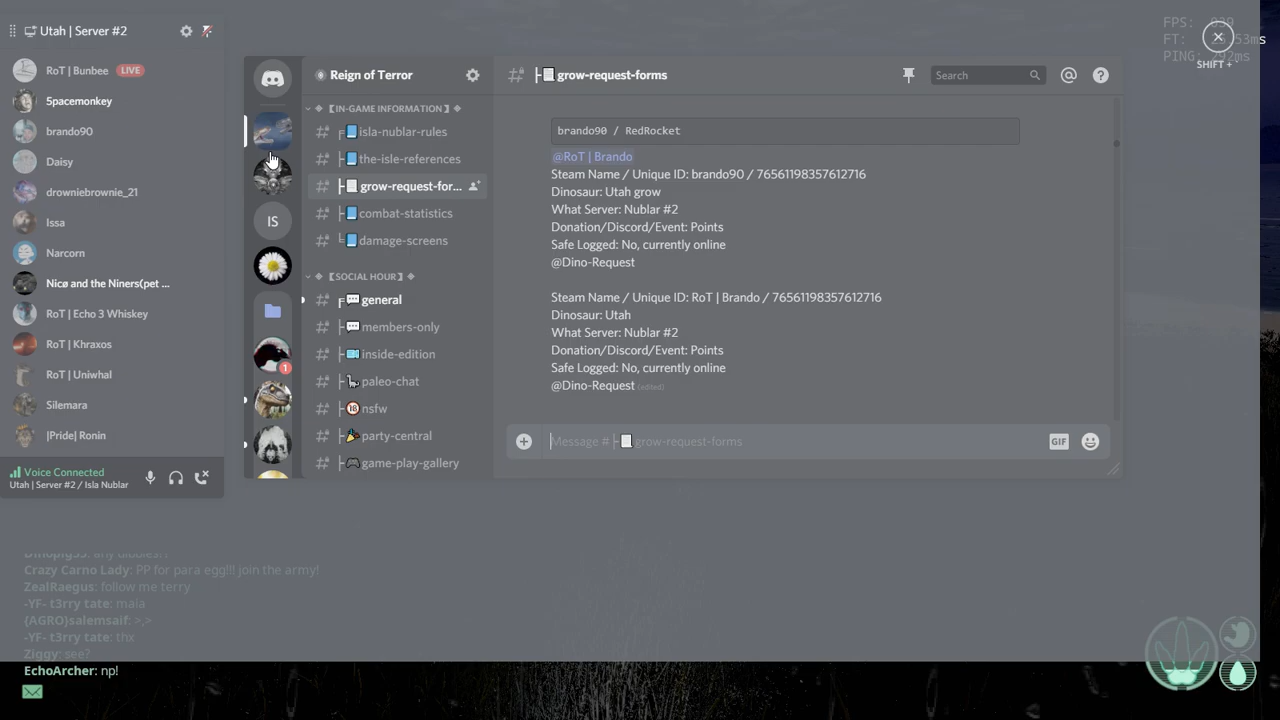 Utah | Server #2
RoT | Bunbee LIVE
5pacemonkey
brando90
Daisy
drowniebrownie_21
Issa
Narcorn
Nicø and the Niners(pet ...
RoT | Echo 3 Whiskey
RoT | Khraxos
RoT | Uniwhal
Silemara
|Pride| Ronin
Voice Connected
Utah | Server #2 / Isla Nublar
IS
1
Reign of Terror
【IN-GAME INFORMATION】
isla-nublar-rules
the-isle-references
grow-request-for...
combat-statistics
damage-screens
【SOCIAL HOUR】
general
members-only
inside-edition
paleo-chat
nsfw
party-central
game-play-gallery
grow-request-forms
Search
brando90 / RedRocket
@RoT | Brando
Steam Name / Unique ID: brando90 / 76561198357612716
Dinosaur: Utah grow
What Server: Nublar #2
Donation/Discord/Event: Points
Safe Logged: No, currently online
@Dino-Request
Steam Name / Unique ID: RoT | Brando / 76561198357612716
Dinosaur: Utah
What Server: Nublar #2
Donation/Discord/Event: Points
Safe Logged: No, currently online
@Dino-Request (edited)
Message # grow-request-forms
GIF
FPS:
FT:
PING:
SHIFT +
Crazy Carno Lady: PP for para egg!!! join the army!
ZealRaegus: follow me terry
-YF- t3rry tate: maia
{AGRO}salemsaif: >,>
-YF- t3rry tate: thx
Ziggy: see?
EchoArcher: np!